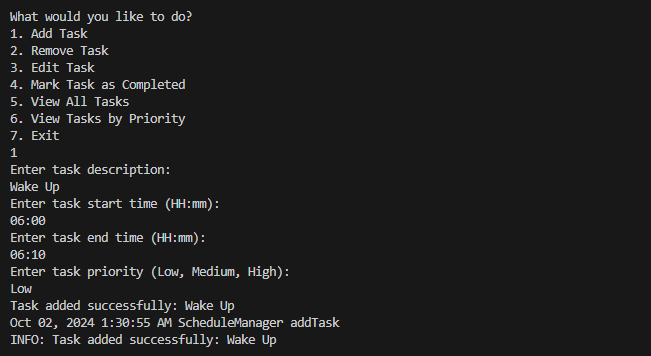 What would you like to do?
1. Add Task
2. Remove Task
3. Edit Task
4. Mark Task as Completed
5. View All Tasks
6. View Tasks by Priority
7. Exit
1
Enter task description:
Wake Up
Enter task start time (HH:mm):
06:00
Enter task end time (HH:mm):
06:10
Enter task priority (Low, Medium, High):
Low
Task added successfully: Wake Up
Oct 02, 2024 1:30:55 AM ScheduleManager addTask
INFO: Task added successfully: Wake Up